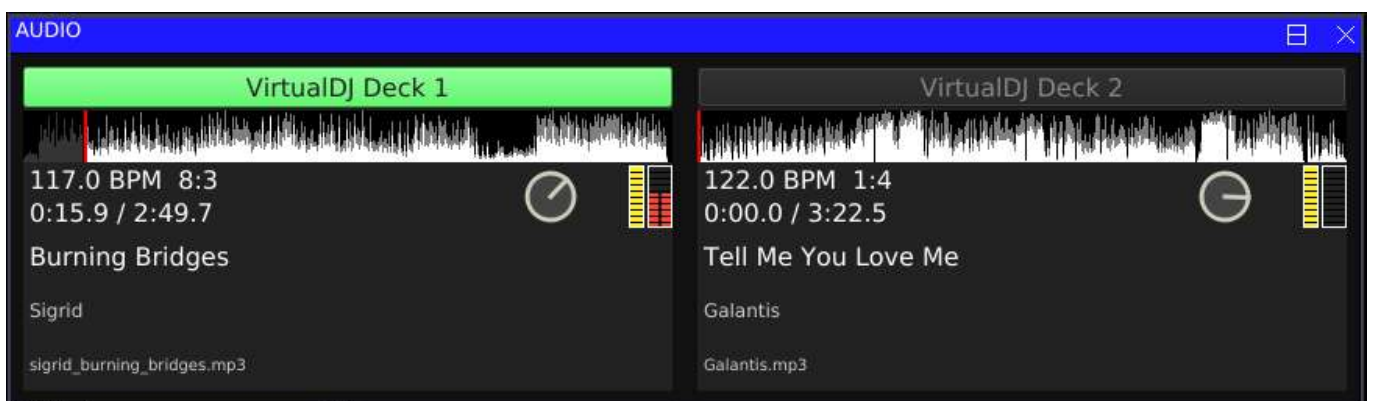 AUDIO
VirtualDJ Deck 1
117.0 BPM 8:3
0:15.9 / 2:49.7
Burning Bridges
Sigrid
sigrid_burning_bridges.mp3
VirtualDJ Deck 2
122.0 BPM 1:4
0:00.0 / 3:22.5
Tell Me You Love Me
Galantis
Galantis.mp3